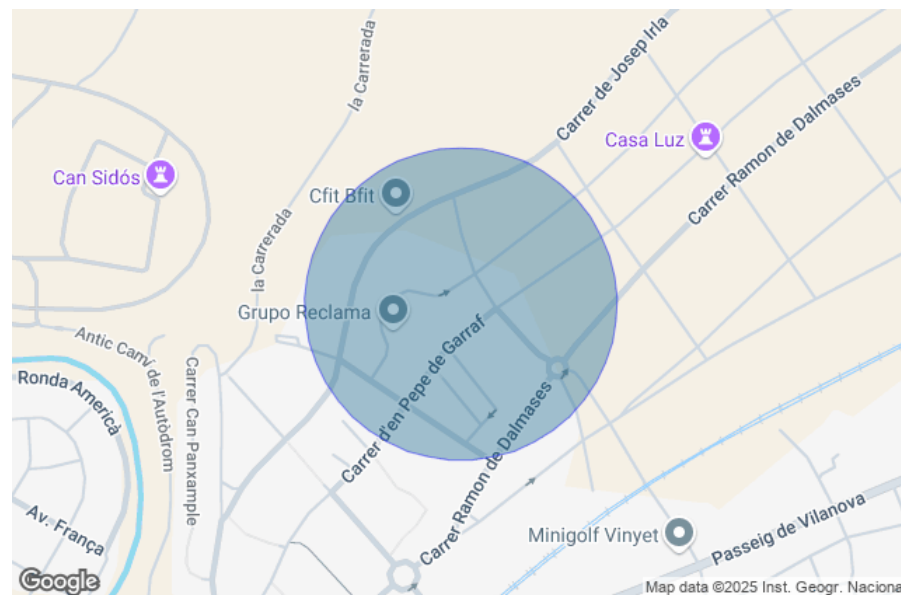 la Carrerada
Carrer de Josep Irla
Casa Luz
Carrer Ramon de Dalmases
Can Sidós
Cfit Bfit
la Carrerada
Grupo Reclama
Antic Camí de l'Autòdrom
Ronda Americà
Carrer Can Panxample
Carrer d'en Pepe de Garraf
Carrer Ramon de Dalmases
Av. França
Minigolf Vinyet
Passeig de Vilanova
Google
Map data ©2025 Inst. Geogr. Naciona